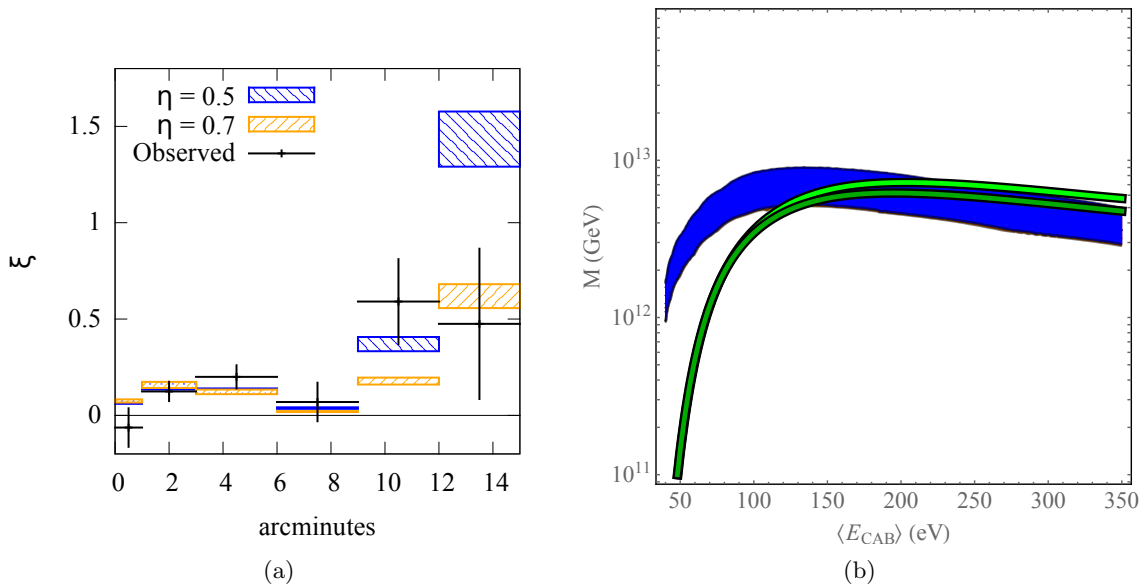 η = 0.5
η = 0.7
Observed
1.5
1
0.5
0
ξ
0 2 4 6 8 10 12 14
arcminutes
(a)
10^13
10^12
10^11
M (GeV)
50 100 150 200 250 300 350
⟨E_CAB⟩ (eV)
(b)